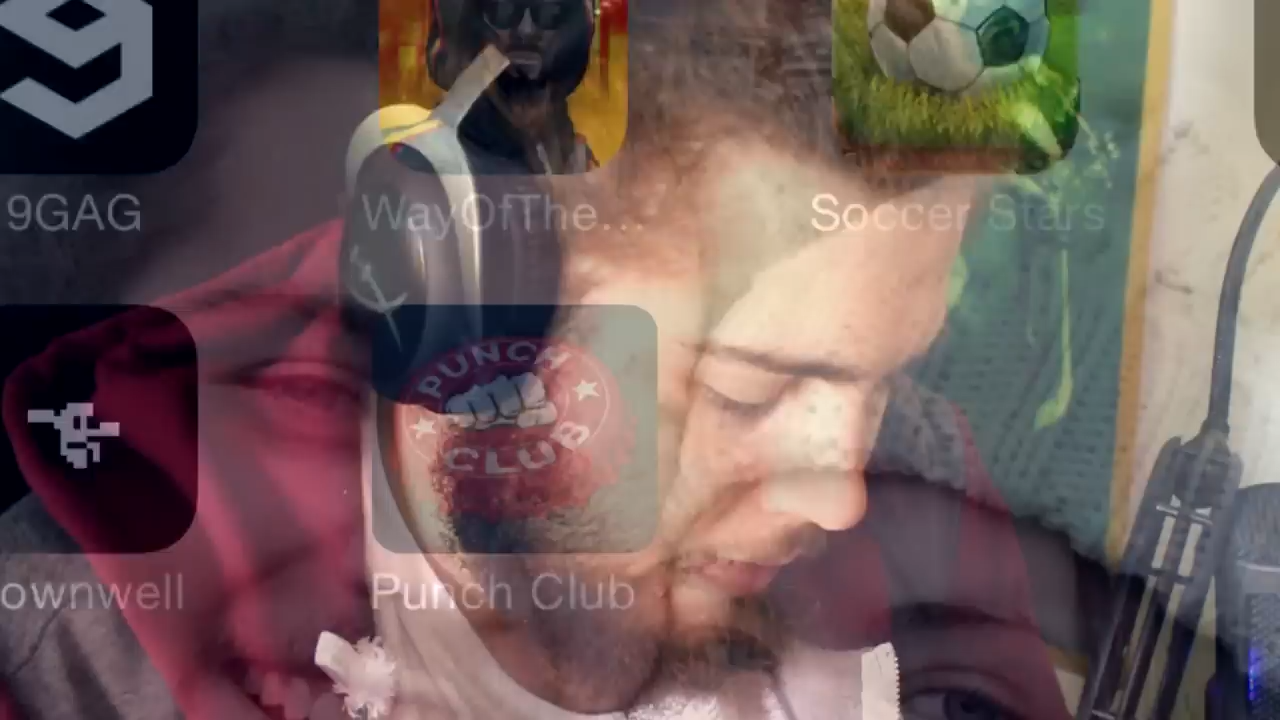 9GAG
WayOfThe...
Soccer Stars
PUNCH
CLUB
ownwell
Punch Club